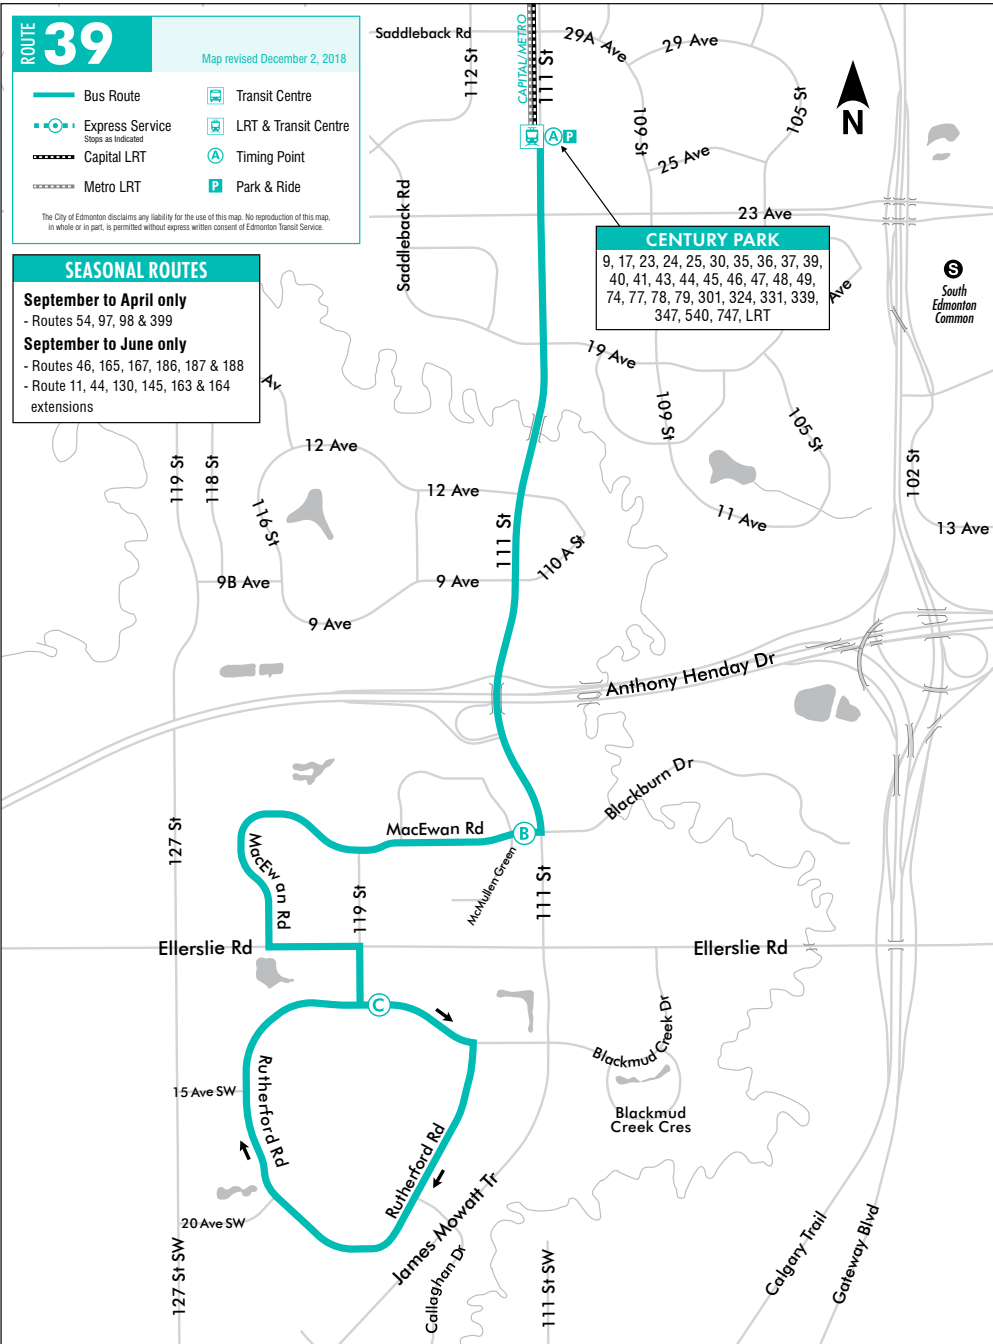 ROUTE 39
Map revised December 2, 2018
Bus Route
Transit Centre
Express Service
Stops as Indicated
LRT & Transit Centre
Capital LRT
A Timing Point
Metro LRT
P Park & Ride
The City of Edmonton disclaims any liability for the use of this map. No reproduction of this map,
in whole or in part, is permitted without express written consent of Edmonton Transit Service.
SEASONAL ROUTES
September to April only
- Routes 54, 97, 98 & 399
September to June only
- Routes 46, 165, 167, 186, 187 & 188
- Route 11, 44, 130, 145, 163 & 164
extensions
Saddleback Rd
112 St
CAPITAL/METRO
111 St
29A Ave
29 Ave
109 St
105 St
25 Ave
N
A P
Saddleback Rd
23 Ave
CENTURY PARK
9, 17, 23, 24, 25, 30, 35, 36, 37, 39,
40, 41, 43, 44, 45, 46, 47, 48, 49,
74, 77, 78, 79, 301, 324, 331, 339,
347, 540, 747, LRT
Ave
S
South
Edmonton
Common
19 Ave
Av
109 St
105 St
12 Ave
12 Ave
119 St
118 St
116 St
111 St
110 A St
11 Ave
102 St
13 Ave
9B Ave
9 Ave
9 Ave
Anthony Henday Dr
Blackburn Dr
127 St
MacEwan Rd
B
MacEwan Rd
McMullen Green
119 St
111 St
Ellerslie Rd
Ellerslie Rd
C
Blackmud Creek Dr
Rutherford Rd
15 Ave SW
Blackmud
Creek Cres
Rutherford Rd
20 Ave SW
James Mowatt Tr
Callaghan Dr
127 St SW
111 St SW
Calgary Trail
Gateway Blvd